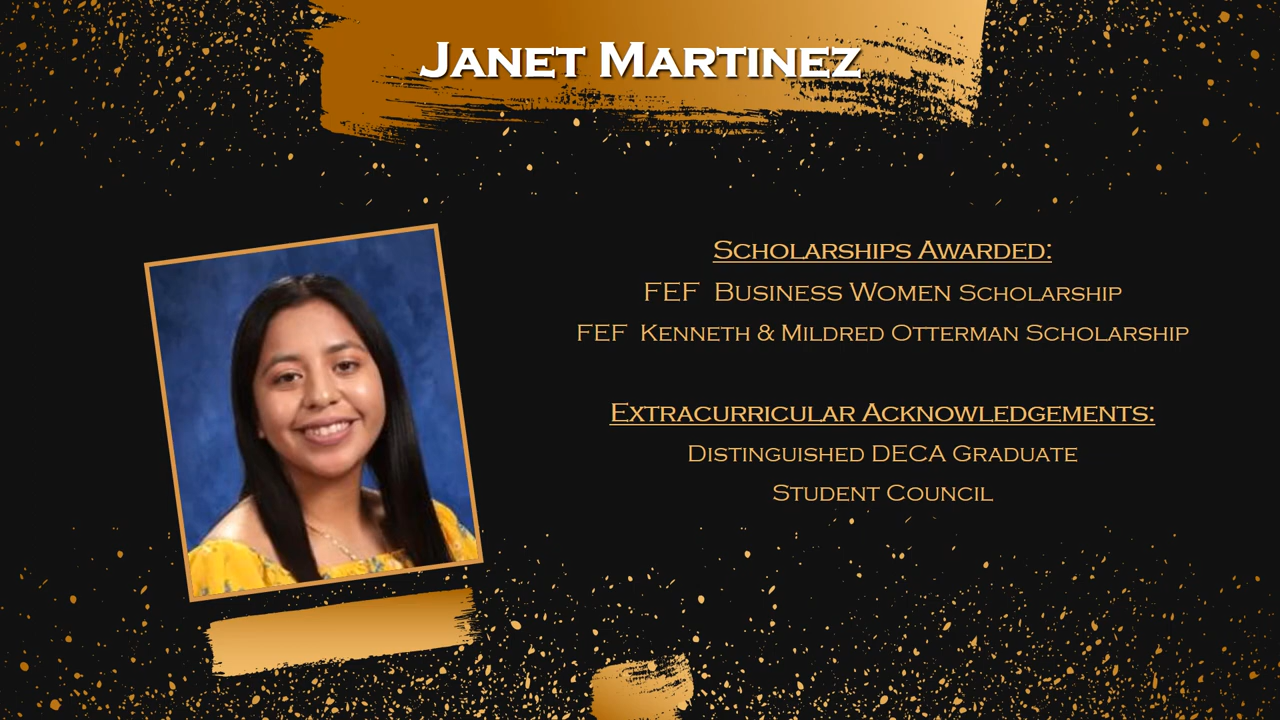 Janet Martinez
Scholarships Awarded:
FEF Business Women Scholarship
FEF Kenneth & Mildred Otterman Scholarship
Extracurricular Acknowledgements:
Distinguished DECA Graduate
Student Council